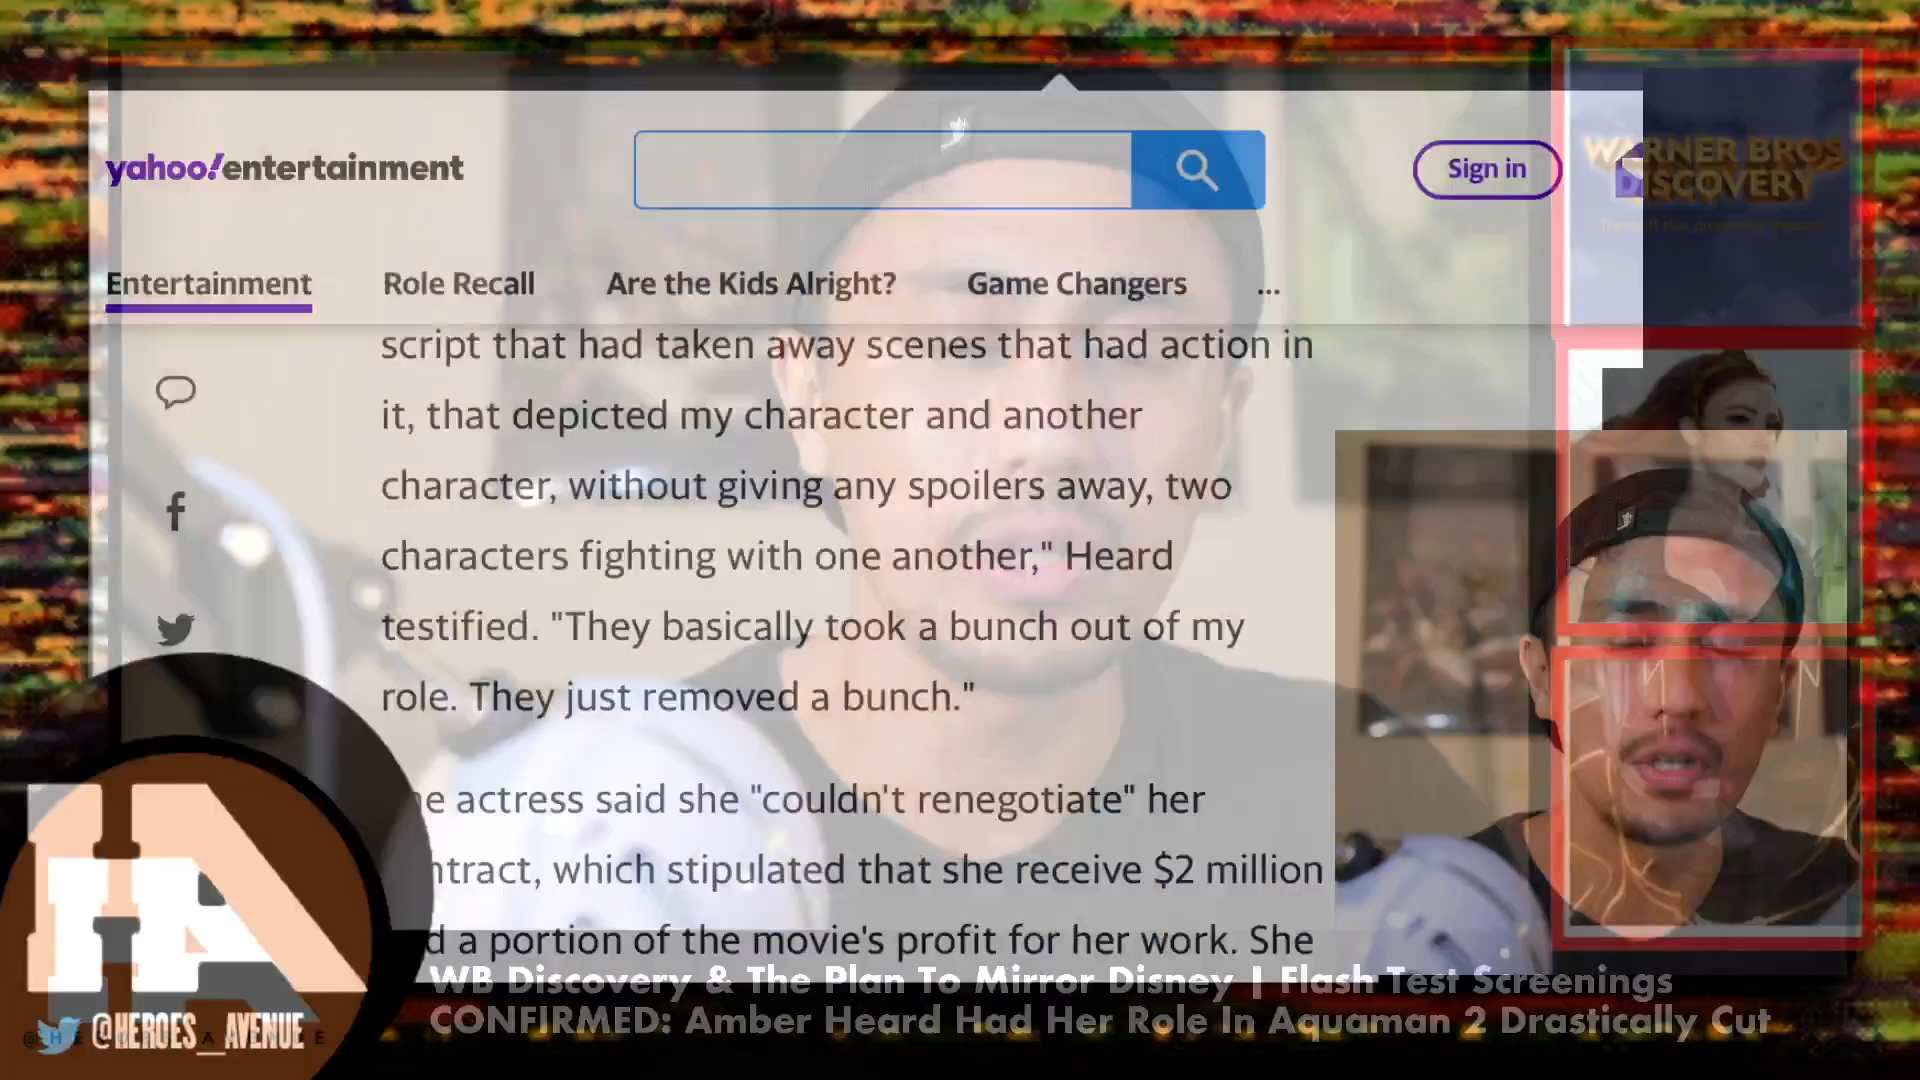 yahoo!entertainment
Sign in
WARNER BROS
DISCOVERY
Entertainment
Role Recall
Are the Kids Alright?
Game Changers
...
script that had taken away scenes that had action in
it, that depicted my character and another
character, without giving any spoilers away, two
characters fighting with one another," Heard
testified. "They basically took a bunch out of my
role. They just removed a bunch."
e actress said she "couldn't renegotiate" her
ntract, which stipulated that she receive $2 million
d a portion of the movie's profit for her work. She
WB Discovery & The Plan To Mirror Disney | Flash Test Screenings
CONFIRMED: Amber Heard Had Her Role In Aquaman 2 Drastically Cut
HA
@HEROES__AVENUE